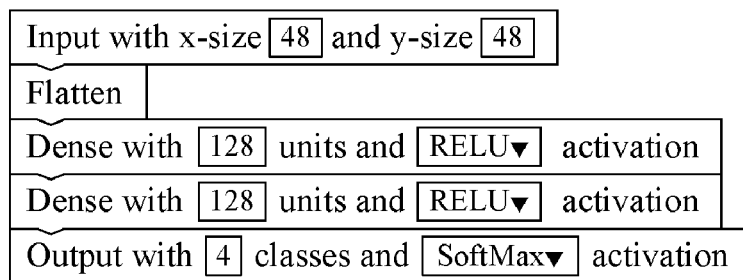 Input with x-size 48 and y-size 48
Flatten
Dense with 128 units and RELU▼ activation
Dense with 128 units and RELU▼ activation
Output with 4 classes and SoftMax▼ activation